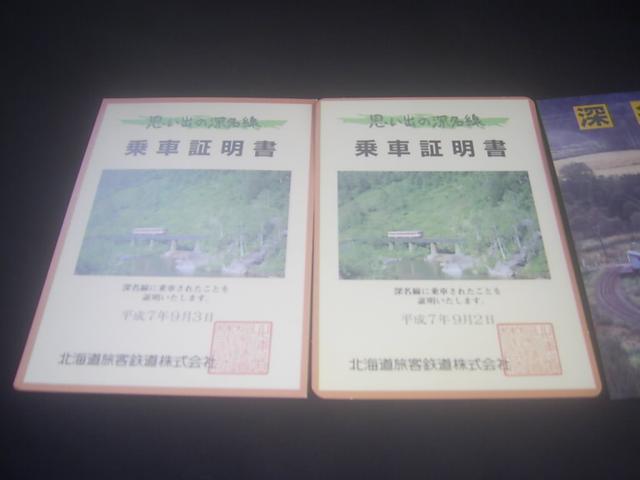 思い出の深名線
乗車証明書
深名線に乗車されたことを
証明いたします。
平成7年9月3日
北海道旅客鉄道株式会社
思い出の深名線
乗車証明書
深名線に乗車されたことを
証明いたします。
平成7年9月2日
北海道旅客鉄道株式会社
深